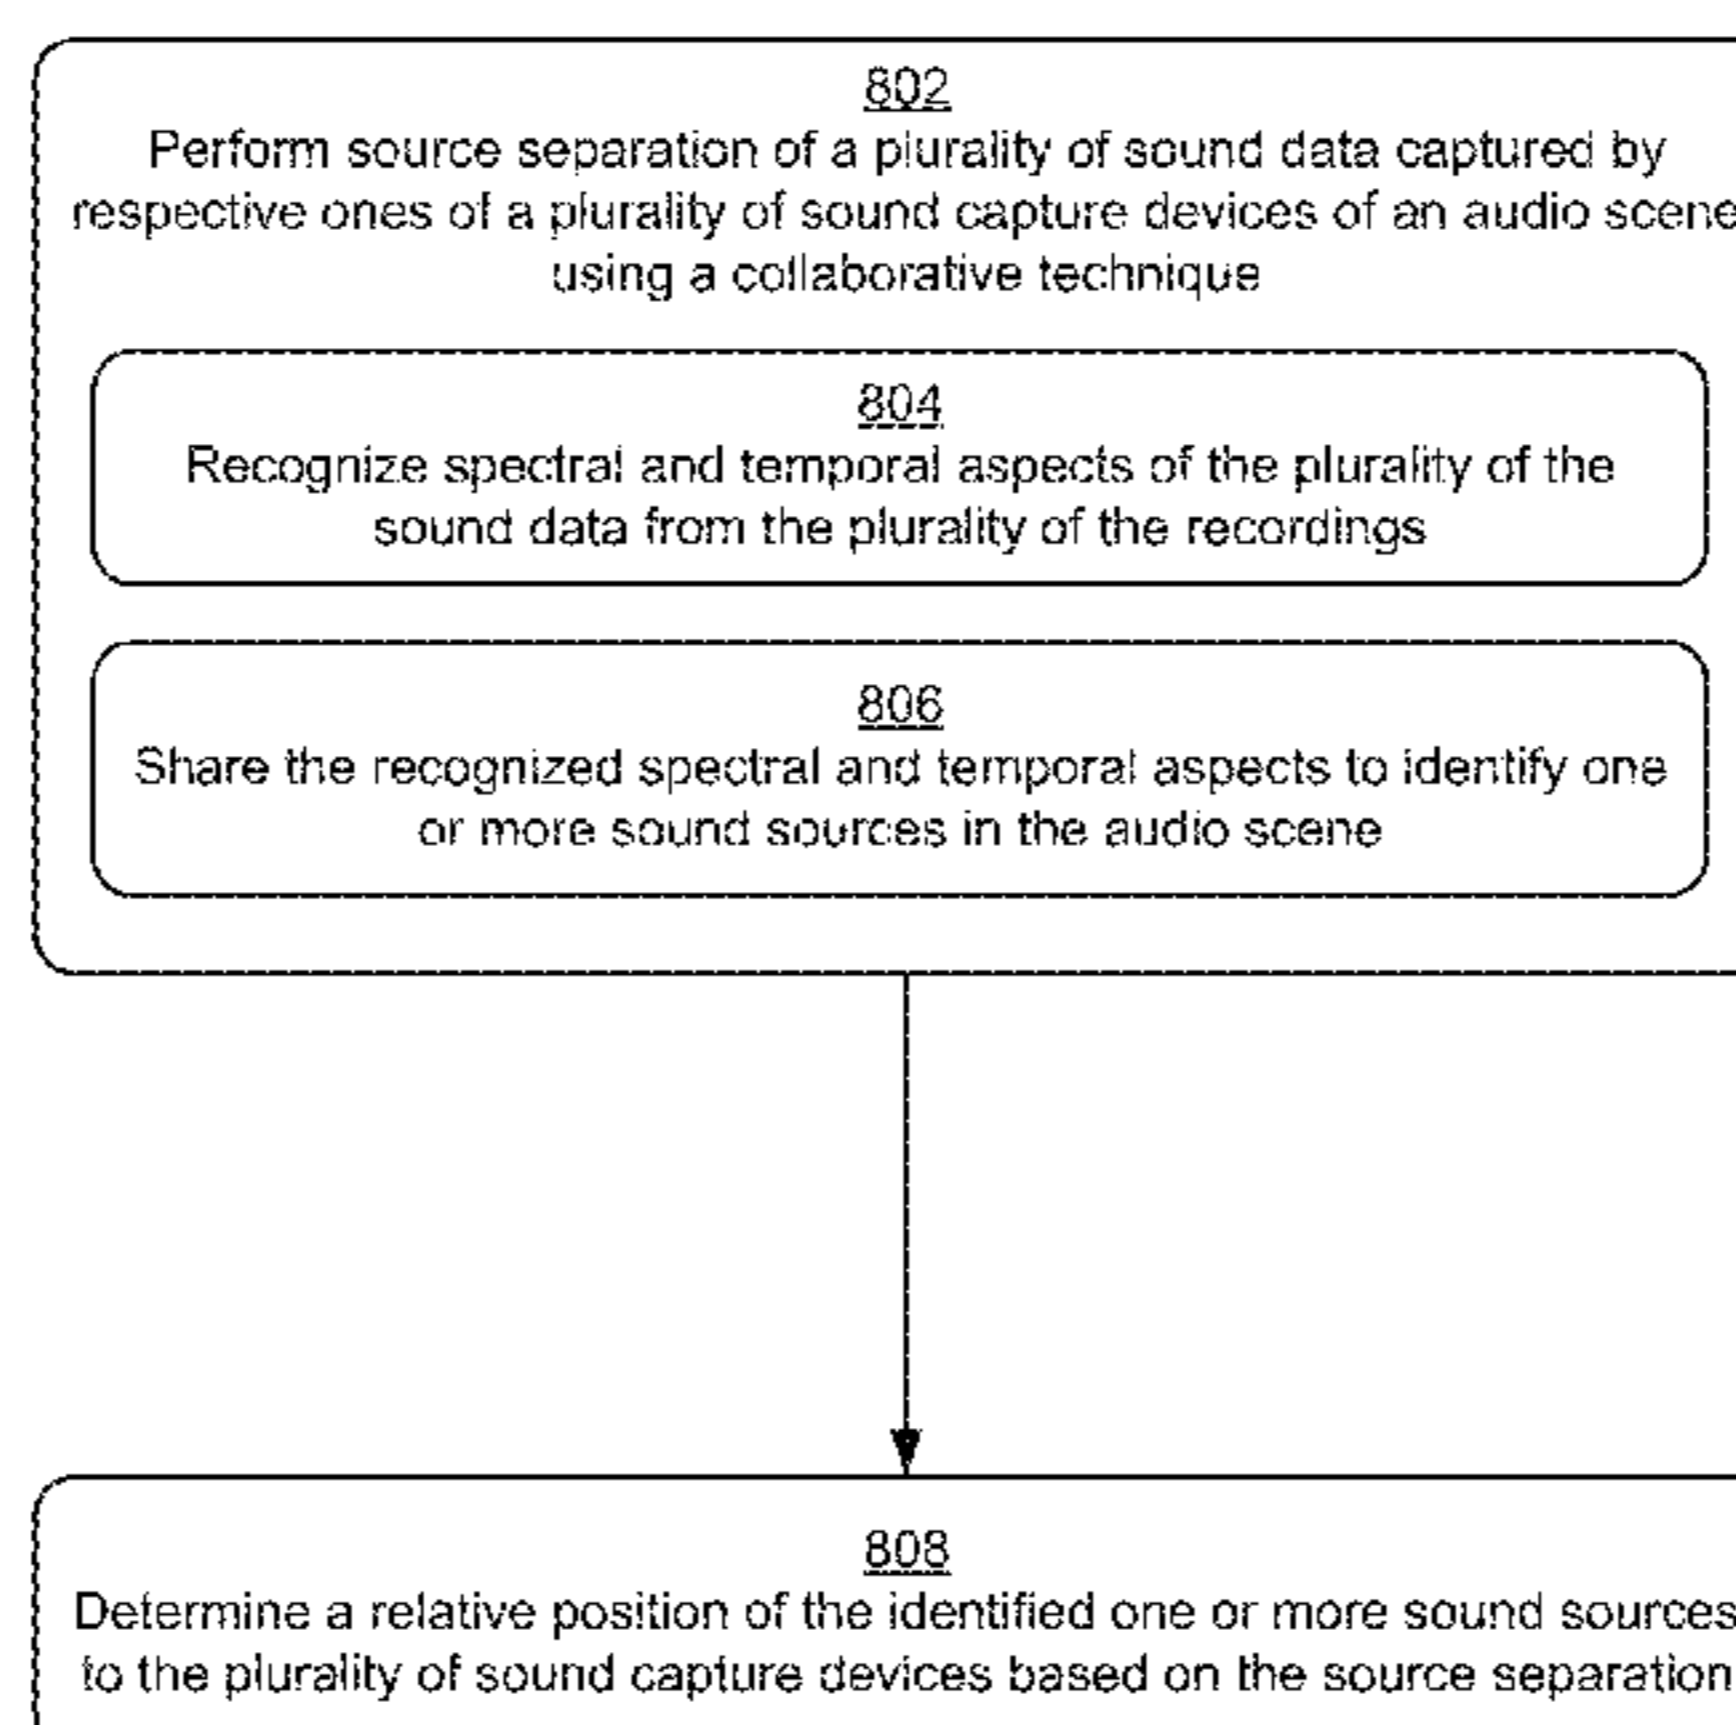 802
Perform source separation of a plurality of sound data captured by
respective ones of a plurality of sound capture devices of an audio scene
using a collaborative technique
804
Recognize spectral and temporal aspects of the plurality of the
sound data from the plurality of the recordings
806
Share the recognized spectral and temporal aspects to identify one
or more sound sources in the audio scene
808
Determine a relative position of the identified one or more sound sources
to the plurality of sound capture devices based on the source separation